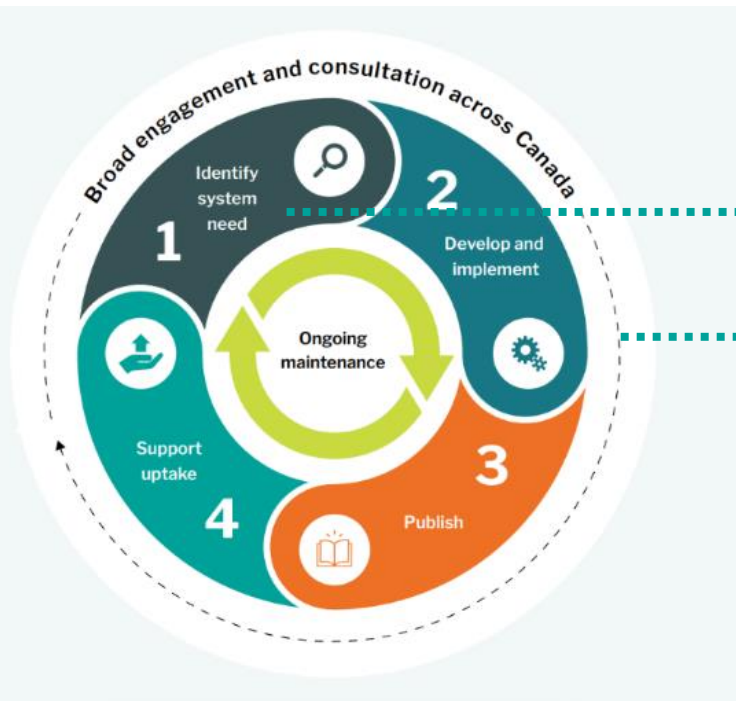 Broad engagement and consultation across Canada
1
Identify
system
need
2
Develop and
implement
3
Publish
4
Support
uptake
Ongoing
maintenance